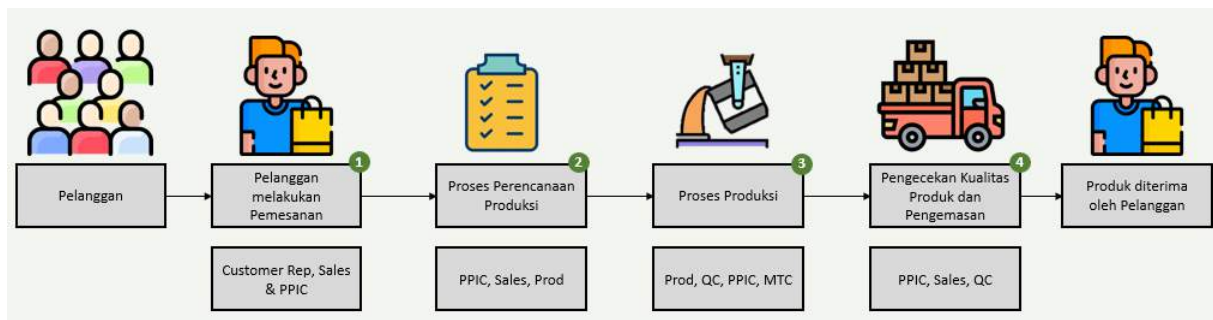 Pelanggan
1
Pelanggan
melakukan
Pemesanan
2
Proses Perencanaan
Produksi
3
Proses Produksi
4
Pengecekan Kualitas
Produk dan
Pengemasan
Produk diterima
oleh Pelanggan
Customer Rep, Sales
& PPIC
PPIC, Sales, Prod
Prod, QC, PPIC, MTC
PPIC, Sales, QC